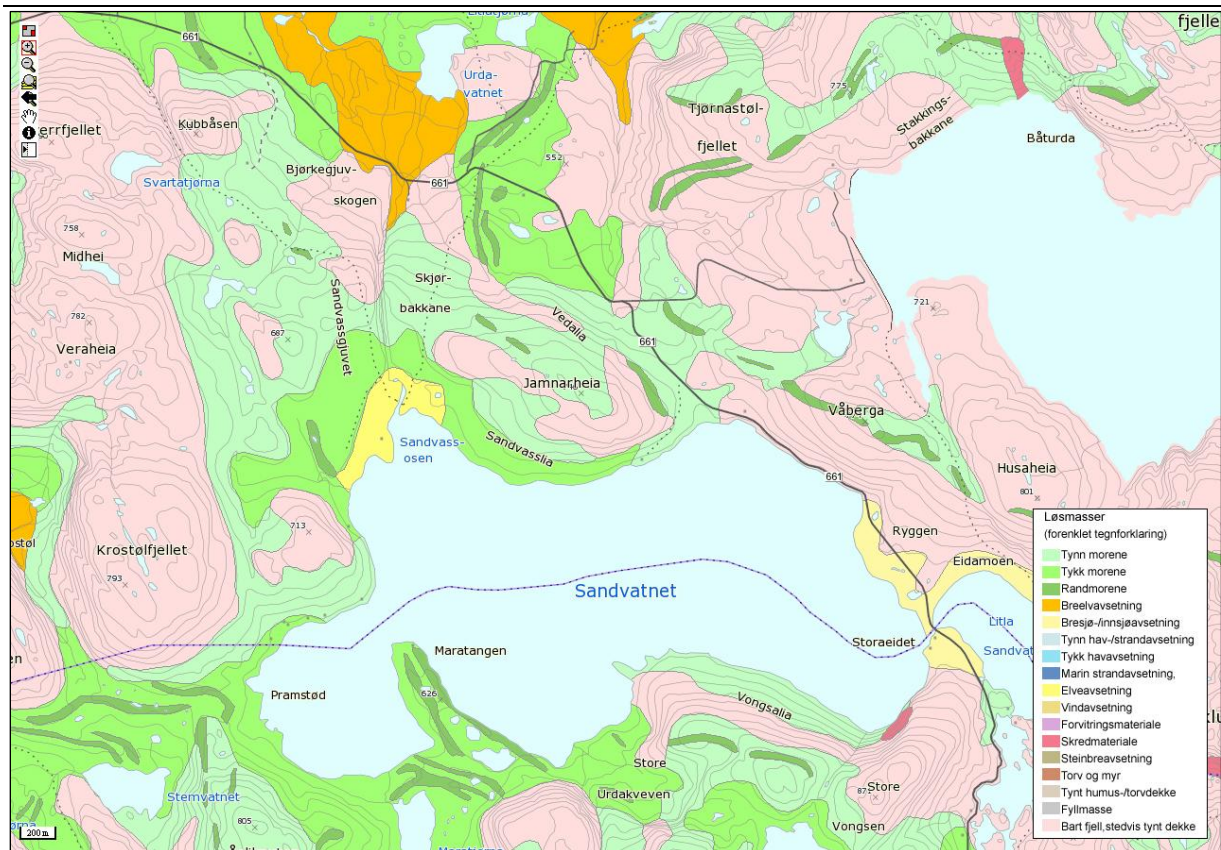 fjellet
661
Urda-
vatnet
775
Tjørnastøl-
fjellet
Stakkings-
bakkane
Båturda
Kubbåsen
Svartatjørna
Bjørkegjuv-
skogen
661
552
758
Midhei
782
Veraheia
687
Sandvassgjuvet
Skjør-
bakkane
Vedalia
661
721
Jamnarheia
Våberga
Sandvass-
osen
Sandvasslia
Husaheia
801
661
713
Krostølfjellet
793
Ryggen
Eidamoen
Sandvatnet
Storaeidet
Litla
Maratangen
626
Pramstød
Vongsalia
Store
Urdakveven
871
Store
Vongsen
Stemvatnet
805
200 m
Løsmasser
(forenklet tegnforklaring)
Tynn morene
Tykk morene
Randmorene
Breelvavsetning
Bresjø-/innsjøavsetning
Tynn hav-/strandavsetning
Tykk havavsetning
Marin strandavsetning,
Elveavsetning
Vindavsetning
Forvitringsmateriale
Skredmateriale
Steinbreavsetning
Torv og myr
Tynt humus-/torvdekke
Fyllmasse
Bart fjell,stedvis tynt dekke